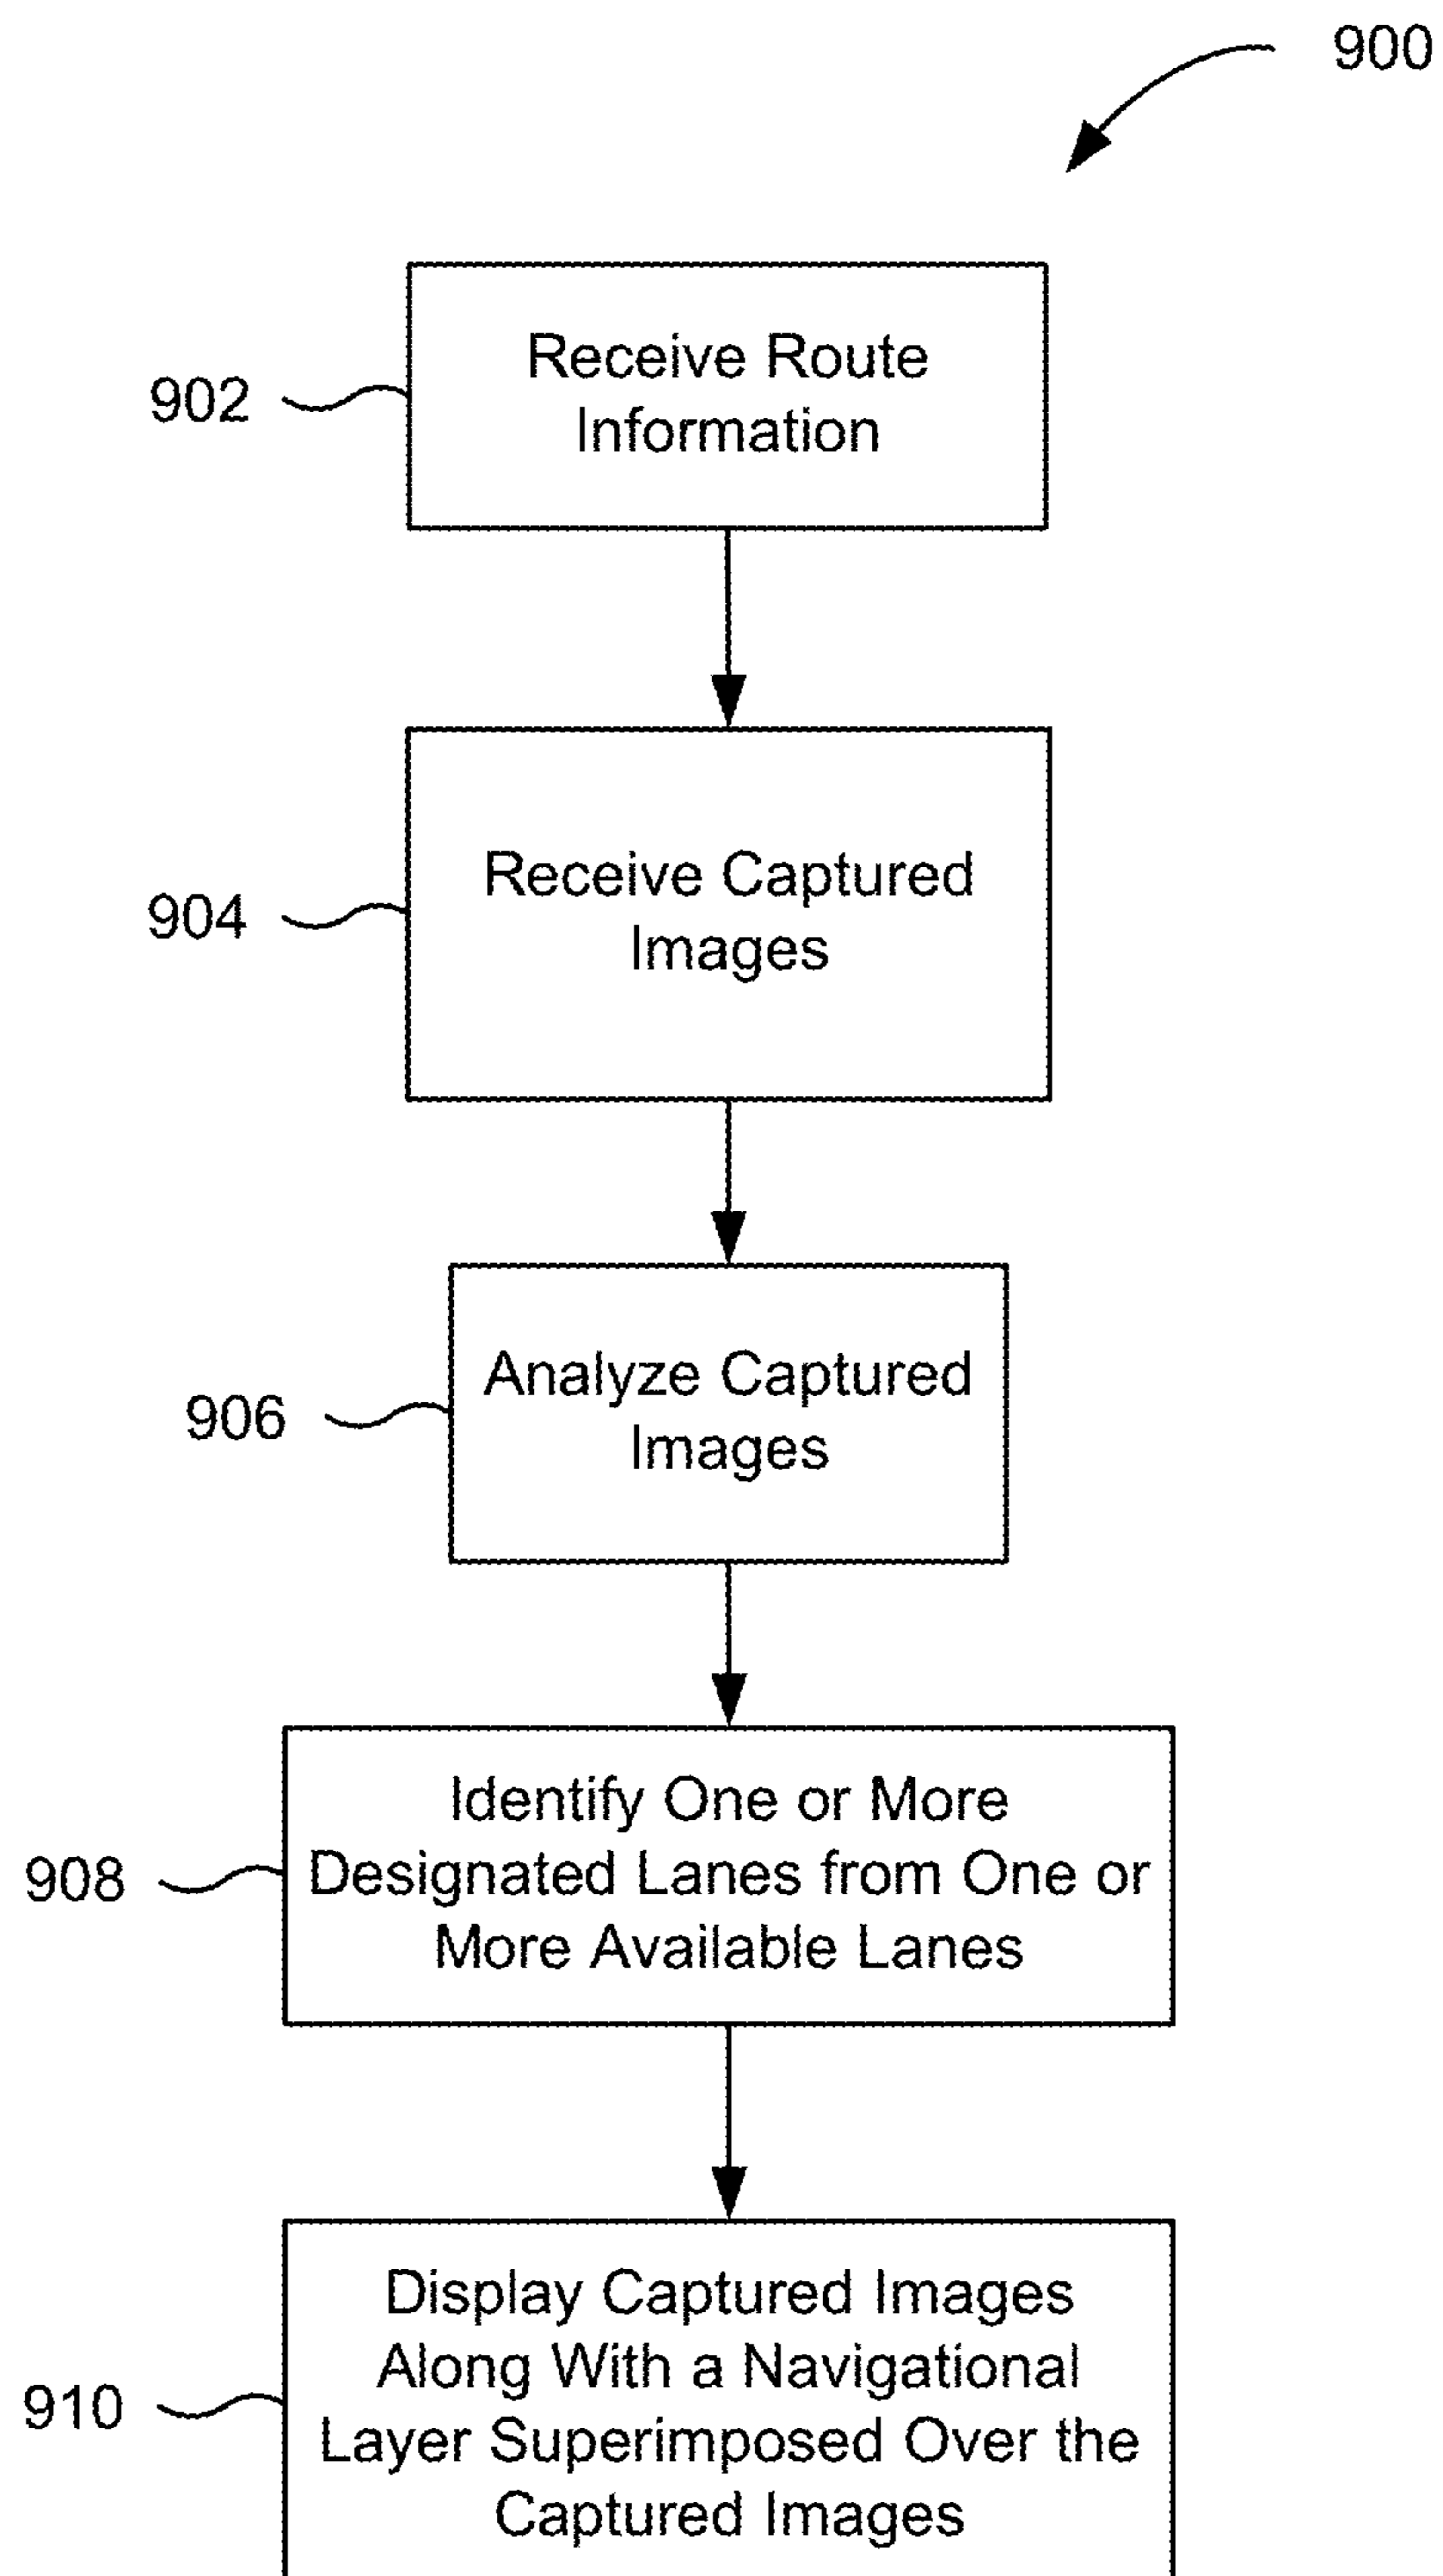 900
Receive Route
Information
902
Receive Captured
Images
904
Analyze Captured
Images
906
Identify One or More
Designated Lanes from One or
More Available Lanes
908
Display Captured Images
Along With a Navigational
Layer Superimposed Over the
Captured Images
910